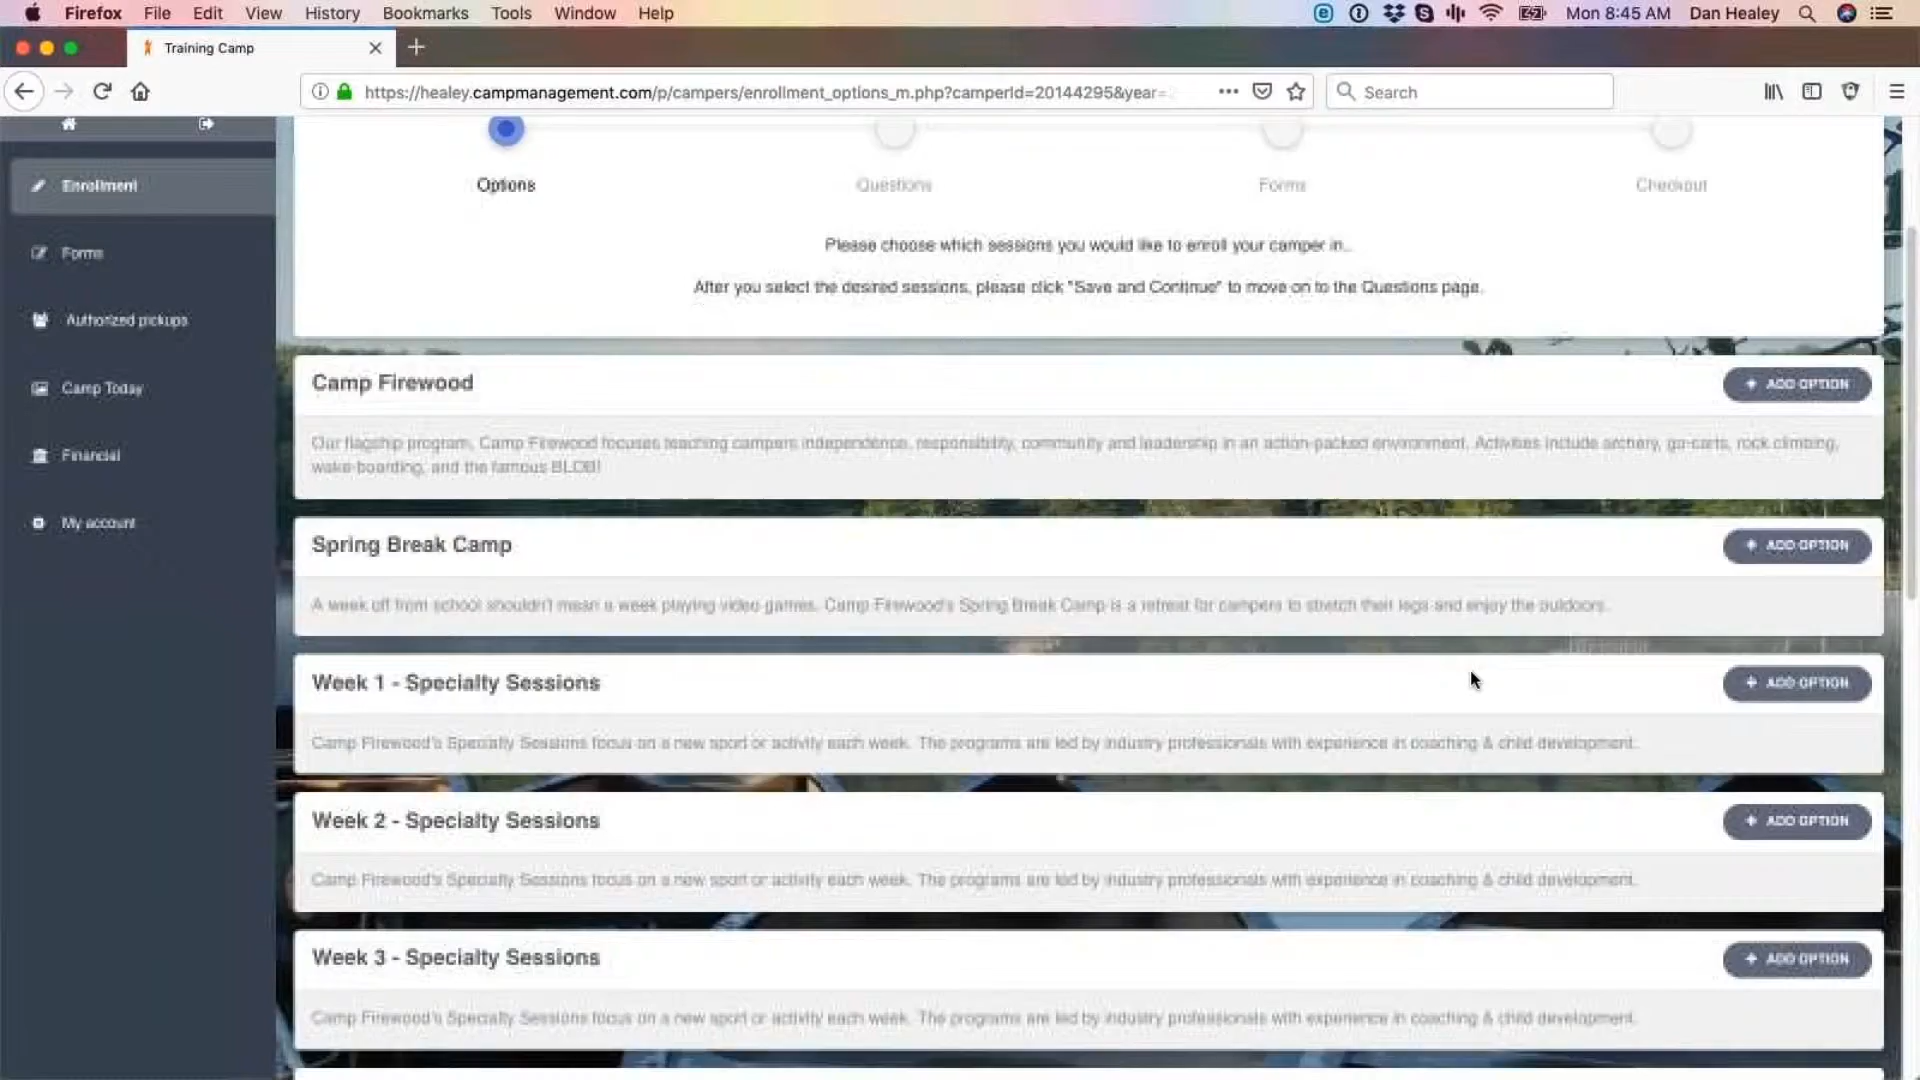 Firefox File Edit View History Bookmarks Tools Window Help Mon 8:45 AM Dan Healey
Training Camp
https://healey.campmanagement.com/p/campers/enrollment_options_m.php?camperId=20144295&year= Search
Options Questions Forms Checkout
Enrollment
Forms
Authorized pickups
Camp Today
Financial
My account
Please choose which sessions you would like to enroll your camper in.
After you select the desired sessions, please click "Save and Continue" to move on to the Questions page.
Camp Firewood + ADD OPTION
Our flagship program, Camp Firewood focuses teaching campers independence, responsibility, community and leadership in an action-packed environment. Activities include archery, go-carts, rock climbing,
wake-boarding, and the famous BLOB!
Spring Break Camp + ADD OPTION
A week off from school shouldn't mean a week playing video games. Camp Firewood's Spring Break Camp is a retreat for campers to stretch their legs and enjoy the outdoors.
Week 1 - Specialty Sessions + ADD OPTION
Camp Firewood's Specialty Sessions focus on a new sport or activity each week. The programs are led by industry professionals with experience in coaching & child development.
Week 2 - Specialty Sessions + ADD OPTION
Camp Firewood's Specialty Sessions focus on a new sport or activity each week. The programs are led by industry professionals with experience in coaching & child development.
Week 3 - Specialty Sessions + ADD OPTION
Camp Firewood's Specialty Sessions focus on a new sport or activity each week. The programs are led by industry professionals with experience in coaching & child development.